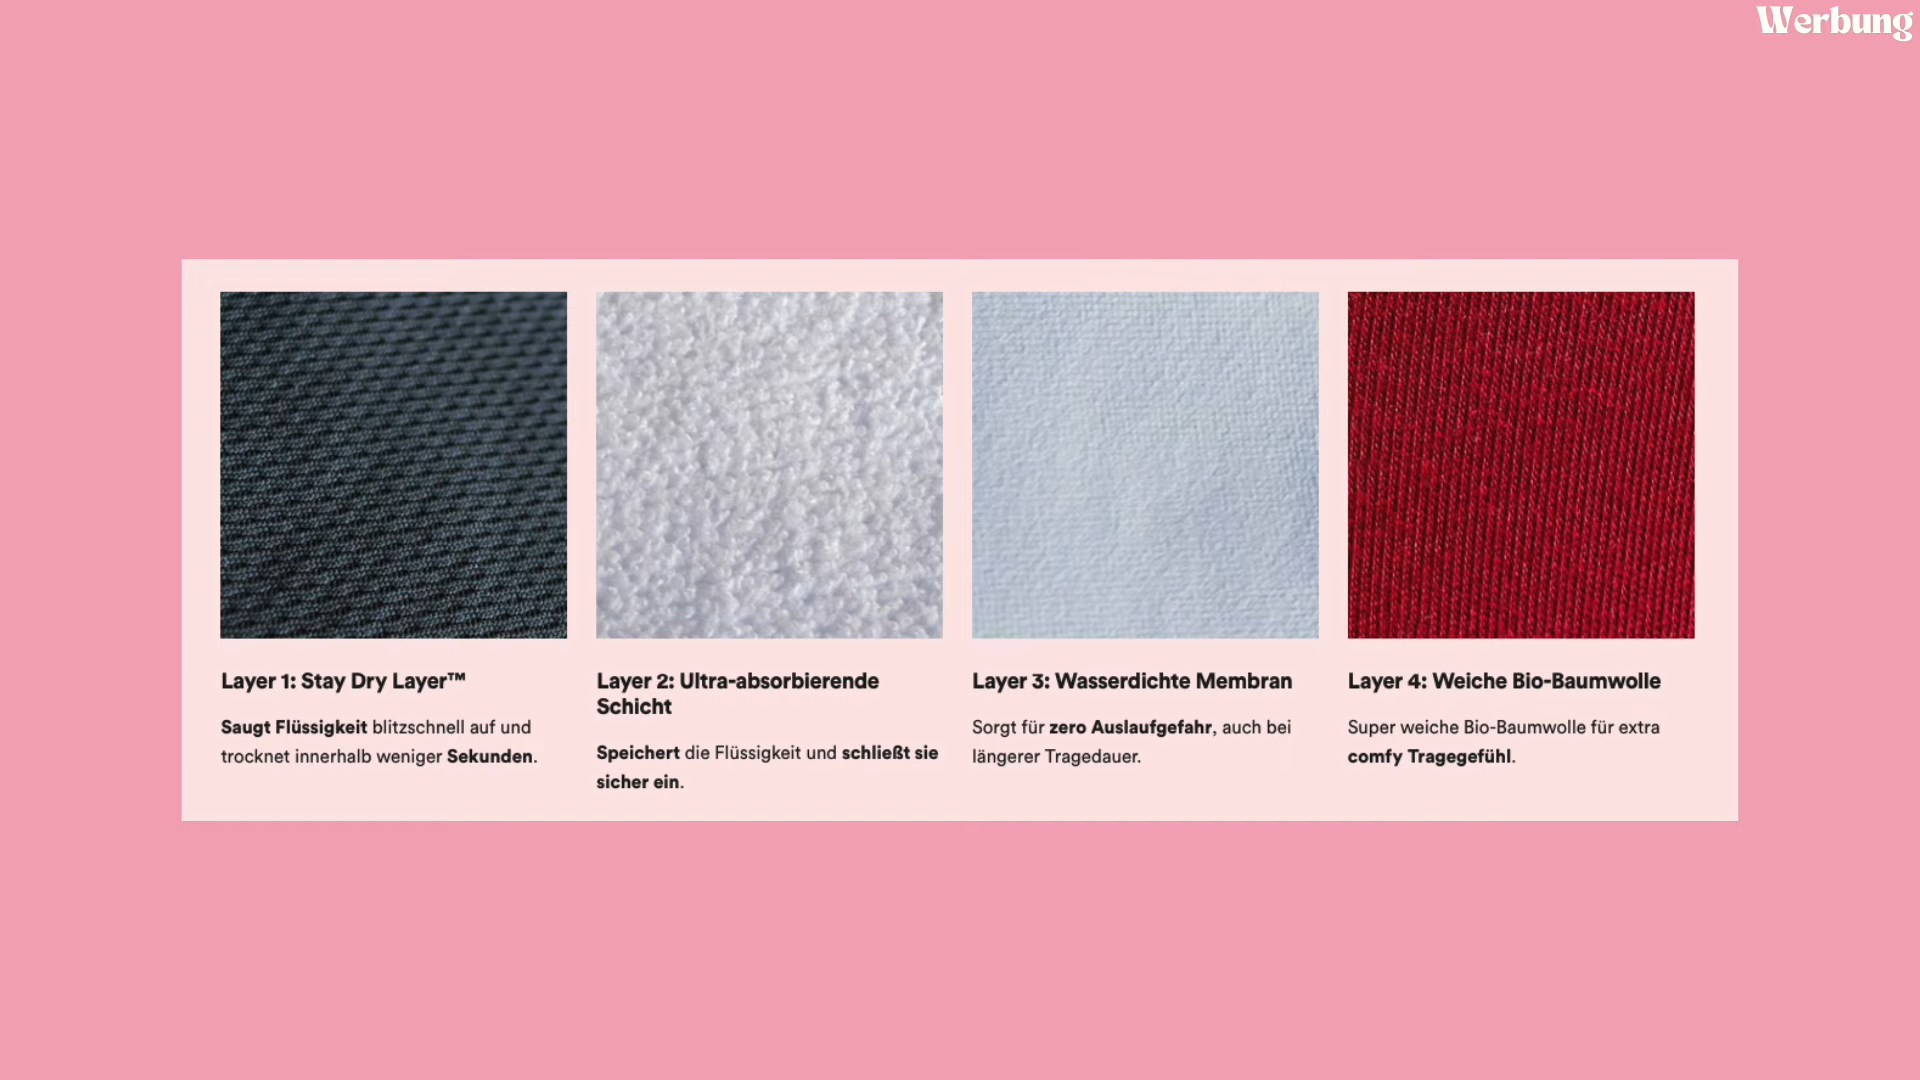 Werbung
Layer 1: Stay Dry Layer™
Saugt Flüssigkeit blitzschnell auf und
trocknet innerhalb weniger Sekunden.
Layer 2: Ultra-absorbierende
Schicht
Speichert die Flüssigkeit und schließt sie
sicher ein.
Layer 3: Wasserdichte Membran
Sorgt für zero Auslaufgefahr, auch bei
längerer Tragedauer.
Layer 4: Weiche Bio-Baumwolle
Super weiche Bio-Baumwolle für extra
comfy Tragegefühl.